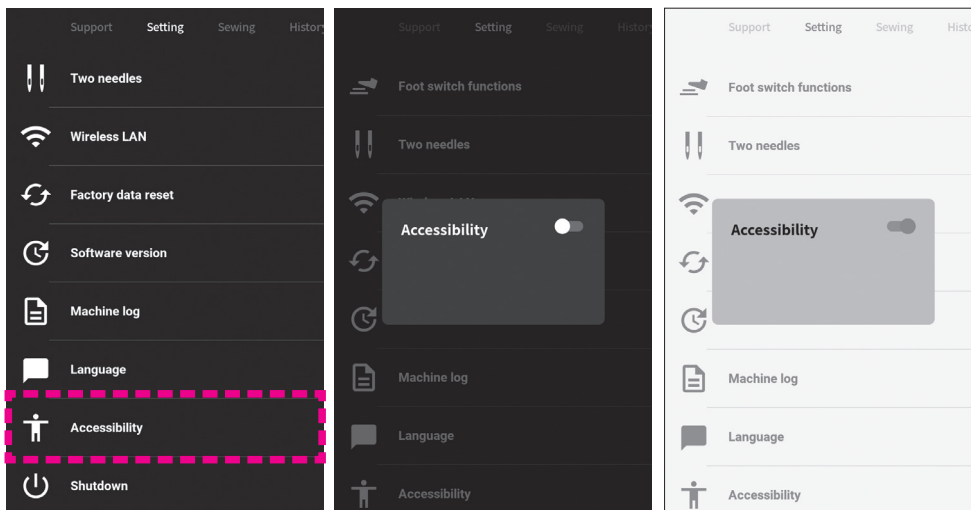 Support Setting Sewing History
Two needles
Wireless LAN
Factory data reset
Software version
Machine log
Language
Accessibility
Shutdown
Support Setting Sewing History
Foot switch functions
Two needles
Accessibility
Machine log
Language
Accessibility
Support Setting Sewing Histo
Foot switch functions
Two needles
Accessibility
Machine log
Language
Accessibility